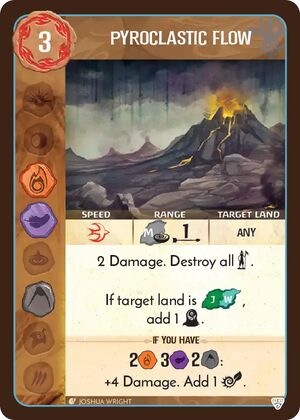 3 PYROCLASTIC FLOW
SPEED RANGE TARGET LAND
M 1 ANY
2 Damage. Destroy all .
If target land is J W ,
add 1 .
IF YOU HAVE
2 3 2 :
+4 Damage. Add 1 .
JOSHUA WRIGHT